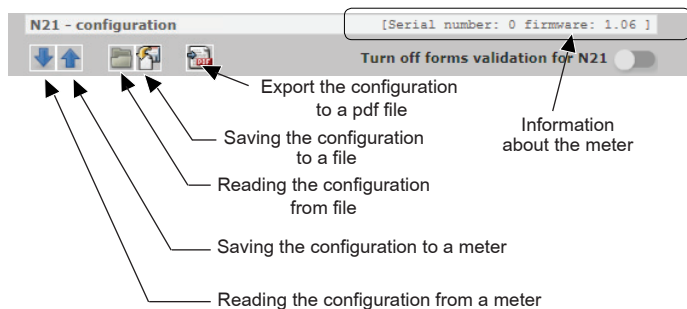 N21 - configuration [Serial number: 0 firmware: 1.06 ]
Turn off forms validation for N21
PDF
Export the configuration
to a pdf file
Information
about the meter
Saving the configuration
to a file
Reading the configuration
from file
Saving the configuration to a meter
Reading the configuration from a meter